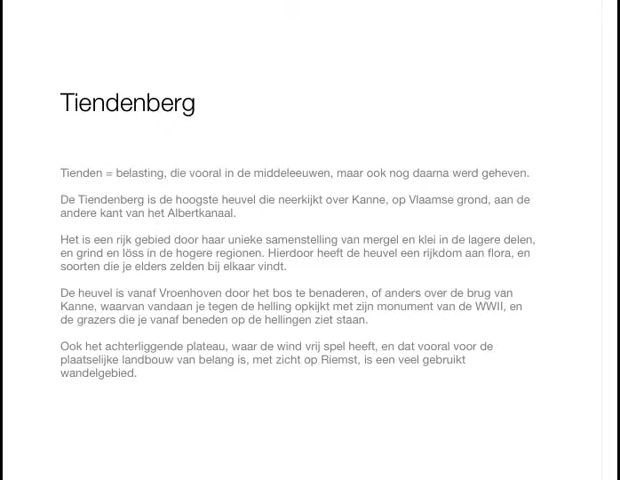 Tiendenberg
Tienden = belasting, die vooral in de middeleeuwen, maar ook nog daarna werd geheven.
De Tiendenberg is de hoogste heuvel die neerkijkt over Kanne, op Vlaamse grond, aan de
andere kant van het Albertkanaal.
Het is een rijk gebied door haar unieke samenstelling van mergel en klei in de lagere delen,
en grind en löss in de hogere regionen. Hierdoor heeft de heuvel een rijkdom aan flora, en
soorten die je elders zelden bij elkaar vindt.
De heuvel is vanaf Vroenhoven door het bos te benaderen, of anders over de brug van
Kanne, waarvan vandaan je tegen de helling opkijkt met zijn monument van de WWII, en
de grazers die je vanaf beneden op de hellingen ziet staan.
Ook het achterliggende plateau, waar de wind vrij spel heeft, en dat vooral voor de
plaatselijke landbouw van belang is, met zicht op Riemst, is een veel gebruikt
wandelgebied.